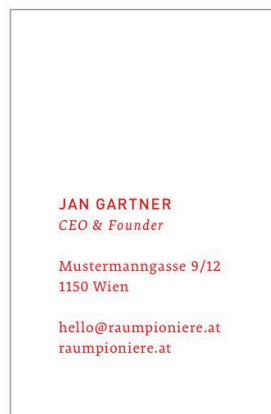 JAN GARTNER
CEO & Founder
Mustermanngasse 9/12
1150 Wien
hello@raumpioniere.at
raumpioniere.at